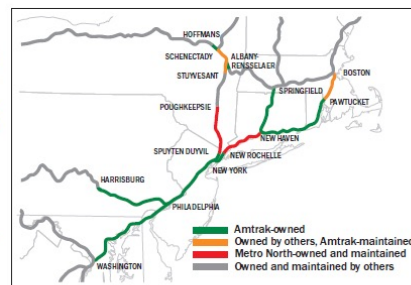 HOFFMANS
SCHENECTADY
ALBANY-
RENSSELAER
STUYVESANT
BOSTON
SPRINGFIELD
PAWTUCKET
POUGHKEEPSIE
NEW HAVEN
SPUYTEN DUYVIL
NEW ROCHELLE
NEW YORK
HARRISBURG
PHILADELPHIA
WASHINGTON
Amtrak-owned
Owned by others, Amtrak-maintained
Metro North-owned and maintained
Owned and maintained by others